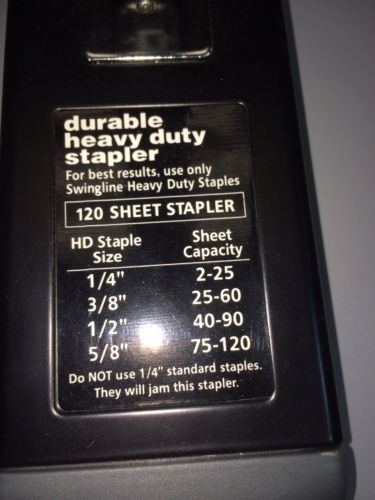 durable
heavy duty
stapler
For best results, use only
Swingline Heavy Duty Staples
120 SHEET STAPLER
HD Staple Size Sheet Capacity
1/4" 2-25
3/8" 25-60
1/2" 40-90
5/8" 75-120
Do NOT use 1/4" standard staples.
They will jam this stapler.